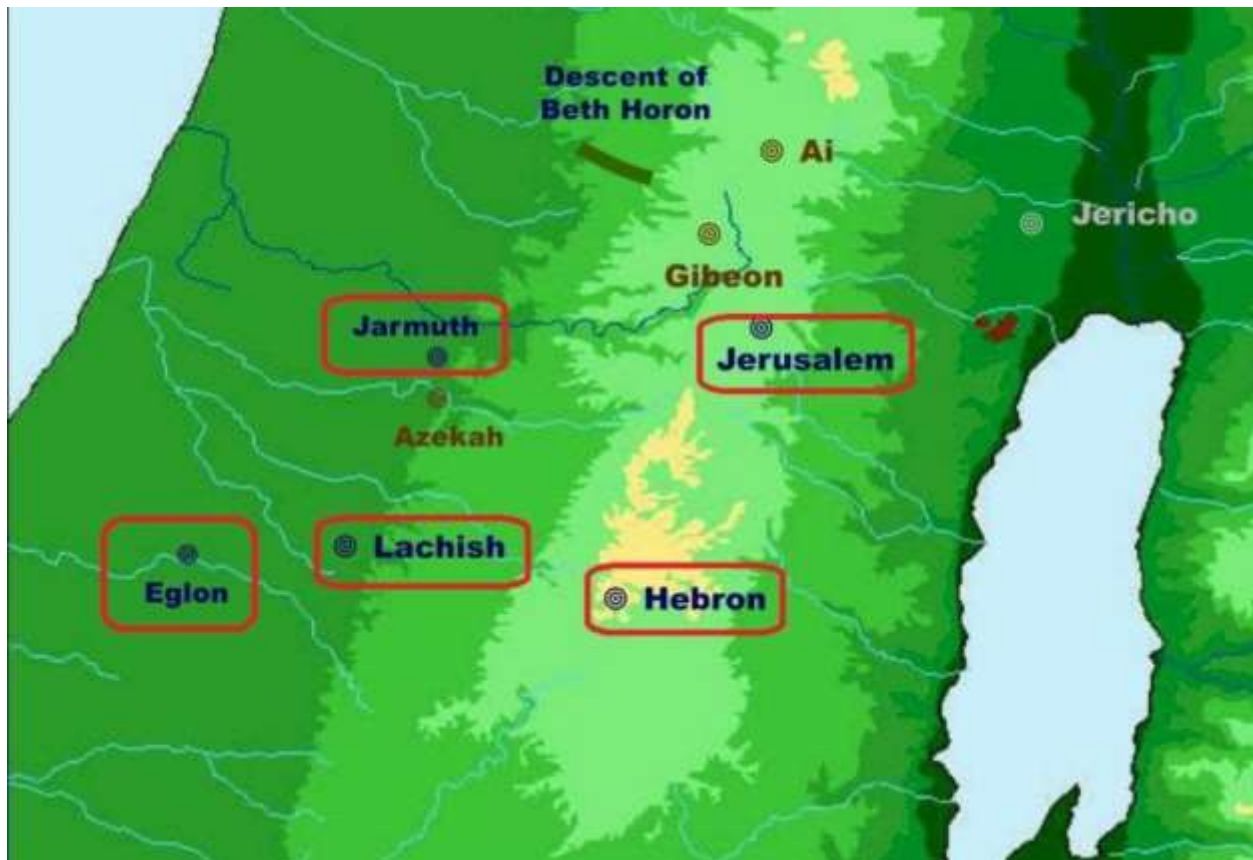 Descent of
Beth Horon
Ai
Jericho
Gibeon
Jarmuth
Jerusalem
Azekah
Lachish
Eglon
Hebron